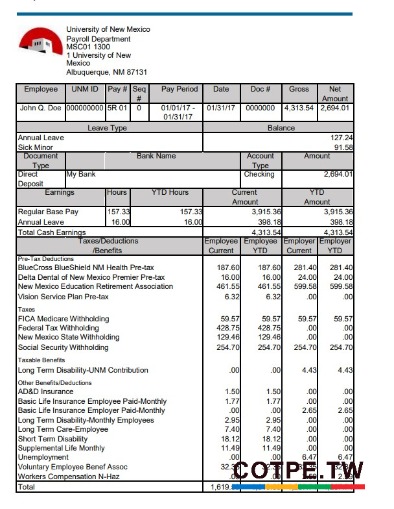 University of New Mexico
Payroll Department
MSC01 1300
1 University of New
Mexico
Albuquerque, NM 87131
Employee UNM ID Pay # Seq # Pay Period Date Doc # Gross Net Amount
John Q. Doe 000000000 5R 01 0 01/01/17 - 01/31/17 01/31/17 0000000 4,313.54 2,694.01
Leave Type Balance
Annual Leave 127.24
Sick Minor 91.58
Document Type Bank Name Account Type Amount
Direct Deposit My Bank Checking 2,694.01
Earnings Hours YTD Hours Current Amount YTD Amount
Regular Base Pay 157.33 157.33 3,915.36 3,915.36
Annual Leave 16.00 16.00 398.18 398.18
Total Cash Earnings 4,313.54 4,313.54
Taxes/Deductions /Benefits Employee Current Employee YTD Employer Current Employer YTD
Pre-Tax Deductions
BlueCross BlueShield NM Health Pre-tax 187.60 187.60 281.40 281.40
Delta Dental of New Mexico Premier Pre-tax 16.00 16.00 24.00 24.00
New Mexico Education Retirement Association 461.55 461.55 599.58 599.58
Vision Service Plan Pre-tax 6.32 6.32 .00 .00
Taxes
FICA Medicare Withholding 59.57 59.57 59.57 59.57
Federal Tax Withholding 428.75 428.75 .00 .00
New Mexico State Withholding 129.46 129.46 .00 .00
Social Security Withholding 254.70 254.70 254.70 254.70
Taxable Benefits
Long Term Disability-UNM Contribution .00 .00 4.43 4.43
Other Benefits/Deductions
AD&D Insurance 1.50 1.50 .00 .00
Basic Life Insurance Employee Paid-Monthly 1.77 1.77 .00 .00
Basic Life Insurance Employer Paid-Monthly .00 .00 2.65 2.65
Long Term Disability-Monthly Employees 2.95 2.95 .00 .00
Long Term Care-Employee 7.40 7.40 .00 .00
Short Term Disability 18.12 18.12 .00 .00
Supplemental Life Monthly 11.49 11.49 .00 .00
Unemployment .00 .00 6.47 6.47
Voluntary Employee Benef Assoc
Workers Compensation N-Haz
COTPE.TW
Total